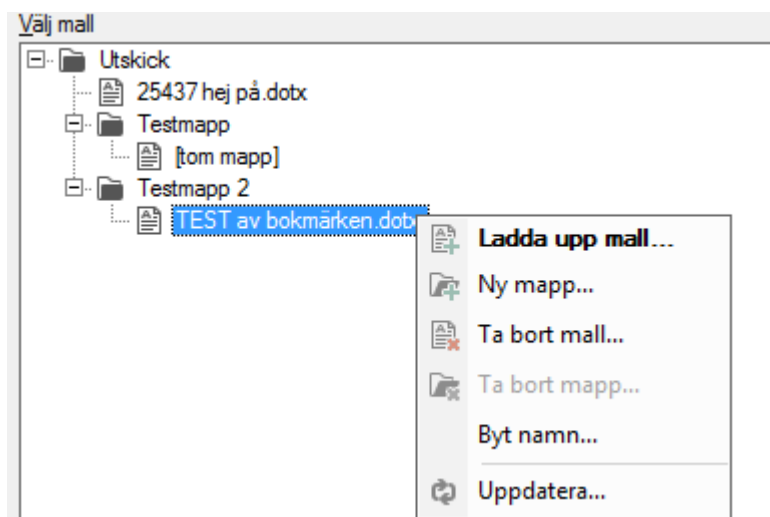 Välj mall
Utskick
25437 hej på.dotx
Testmapp
[tom mapp]
Testmapp 2
TEST av bokmärken.dotx
Ladda upp mall...
Ny mapp...
Ta bort mall...
Ta bort mapp...
Byt namn...
Uppdatera...